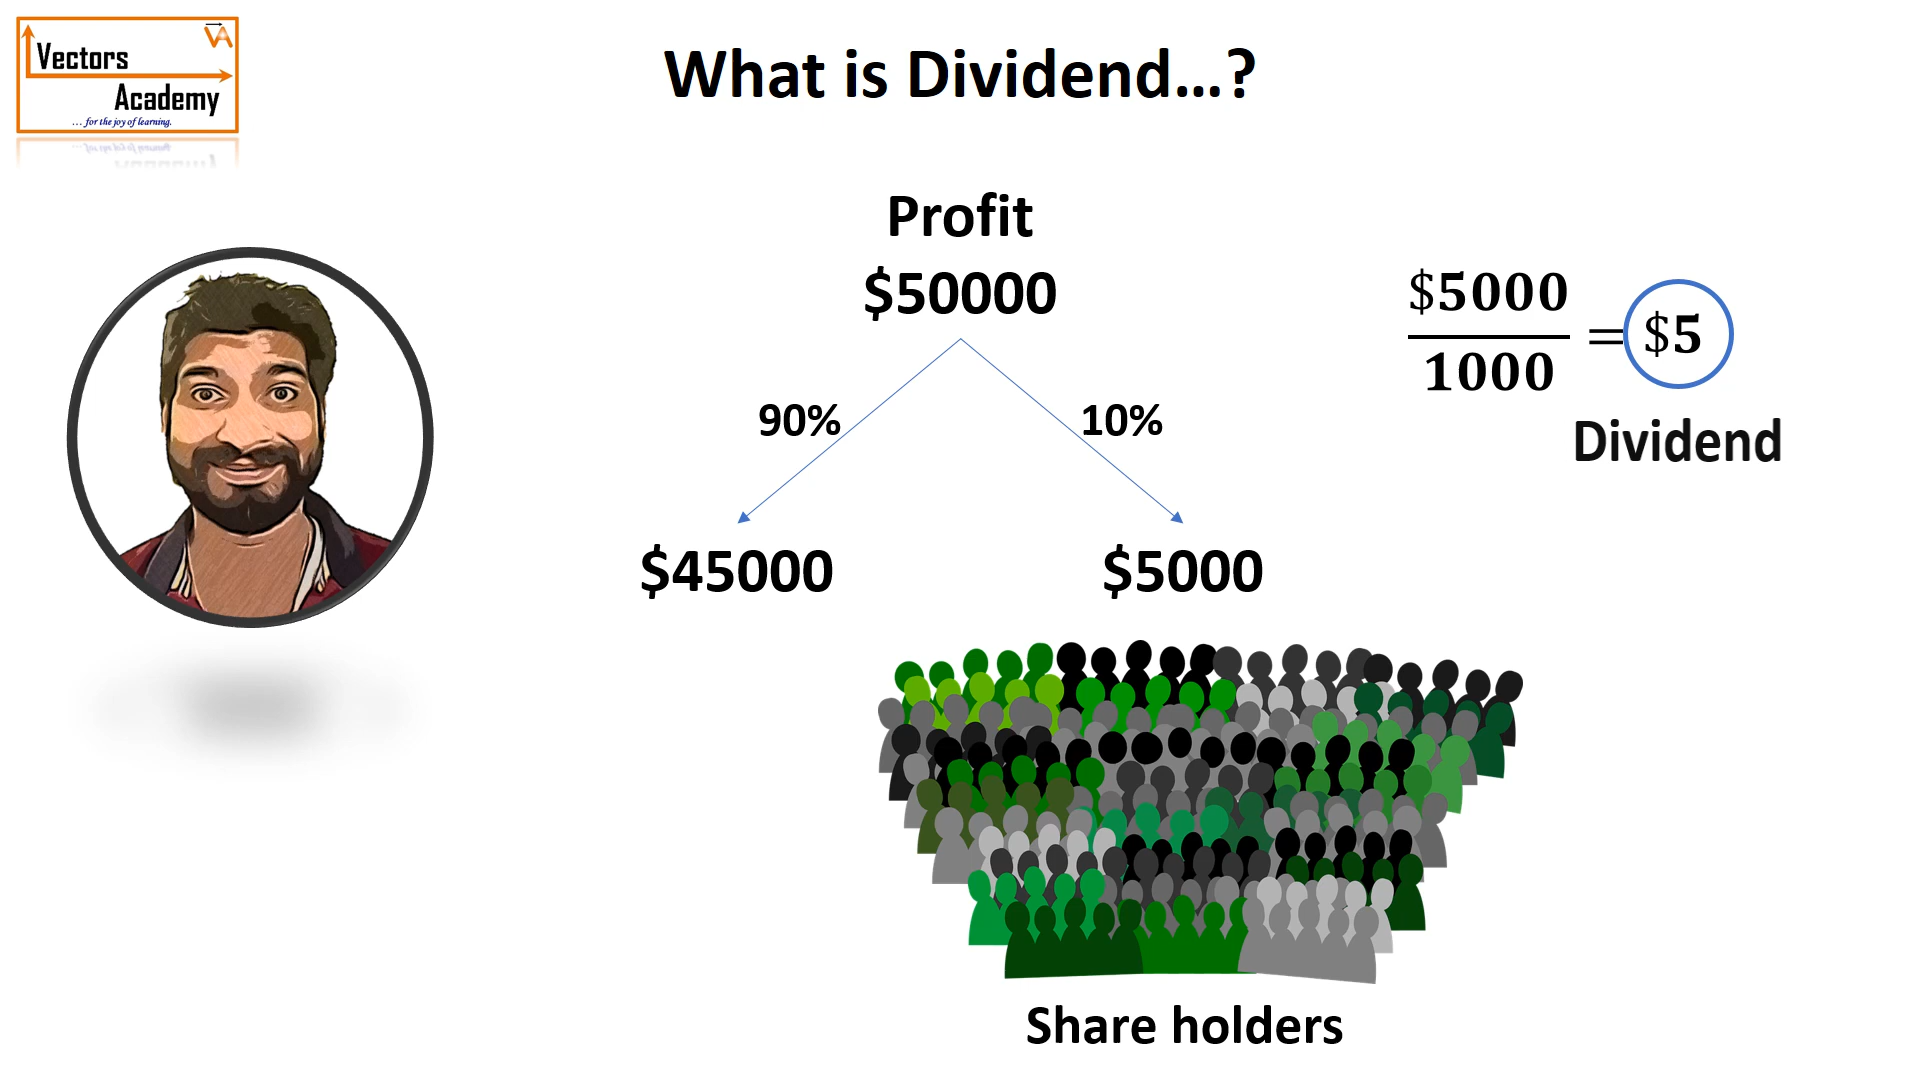 Vectors
VA
Academy
... for the joy of learning.
What is Dividend...?
Profit
$50000
90%
10%
$45000
$5000
$5000
1000
= $5
Dividend
Share holders